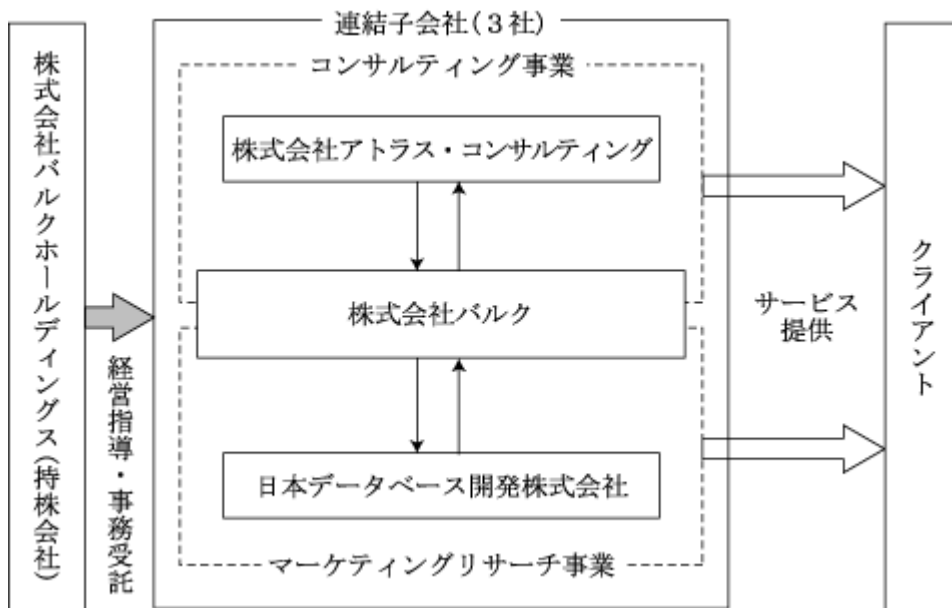 連結子会社(3社)
株式会社バルクホールディングス(持株会社)
経営指導・事務受託
コンサルティング事業
株式会社アトラス・コンサルティング
株式会社バルク
日本データベース開発株式会社
マーケティングリサーチ事業
サービス
提供
クライアント